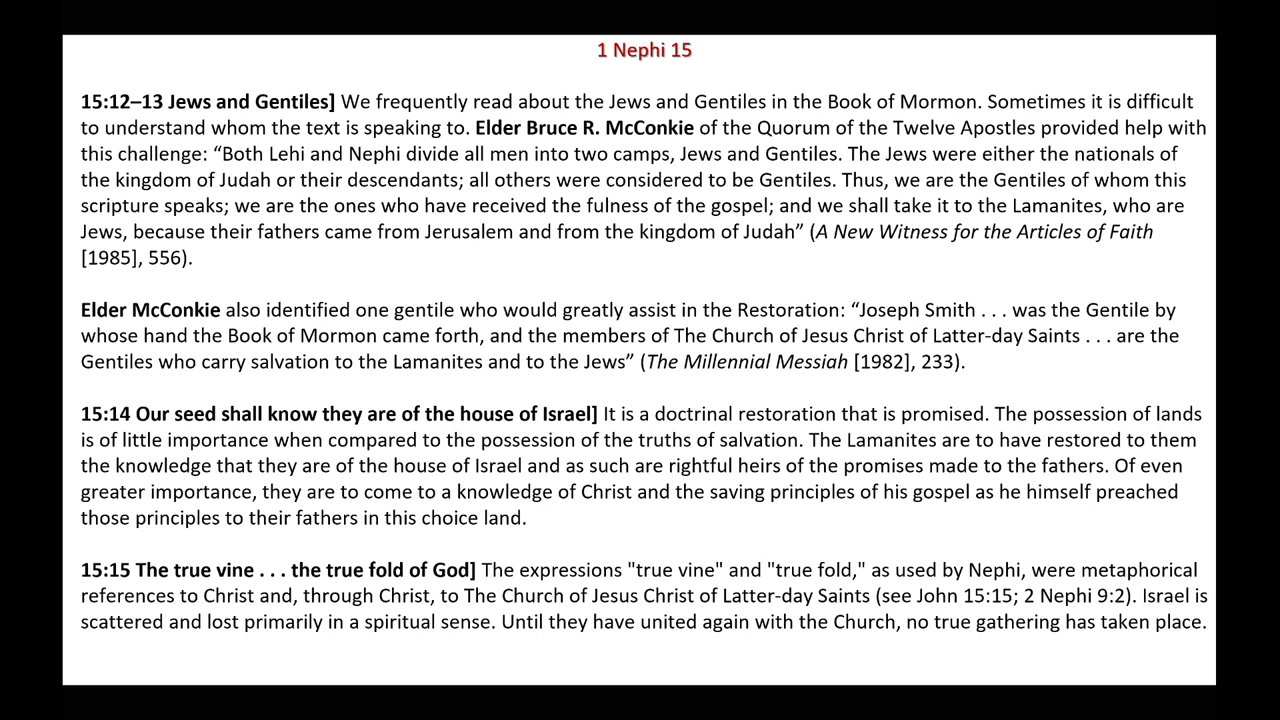 1 Nephi 15
15:12–13 Jews and Gentiles] We frequently read about the Jews and Gentiles in the Book of Mormon. Sometimes it is difficult
to understand whom the text is speaking to. Elder Bruce R. McConkie of the Quorum of the Twelve Apostles provided help with
this challenge: “Both Lehi and Nephi divide all men into two camps, Jews and Gentiles. The Jews were either the nationals of
the kingdom of Judah or their descendants; all others were considered to be Gentiles. Thus, we are the Gentiles of whom this
scripture speaks; we are the ones who have received the fulness of the gospel; and we shall take it to the Lamanites, who are
Jews, because their fathers came from Jerusalem and from the kingdom of Judah” (A New Witness for the Articles of Faith
[1985], 556).
Elder McConkie also identified one gentile who would greatly assist in the Restoration: “Joseph Smith . . . was the Gentile by
whose hand the Book of Mormon came forth, and the members of The Church of Jesus Christ of Latter-day Saints . . . are the
Gentiles who carry salvation to the Lamanites and to the Jews” (The Millennial Messiah [1982], 233).
15:14 Our seed shall know they are of the house of Israel] It is a doctrinal restoration that is promised. The possession of lands
is of little importance when compared to the possession of the truths of salvation. The Lamanites are to have restored to them
the knowledge that they are of the house of Israel and as such are rightful heirs of the promises made to the fathers. Of even
greater importance, they are to come to a knowledge of Christ and the saving principles of his gospel as he himself preached
those principles to their fathers in this choice land.
15:15 The true vine . . . the true fold of God] The expressions "true vine" and "true fold," as used by Nephi, were metaphorical
references to Christ and, through Christ, to The Church of Jesus Christ of Latter-day Saints (see John 15:15; 2 Nephi 9:2). Israel is
scattered and lost primarily in a spiritual sense. Until they have united again with the Church, no true gathering has taken place.